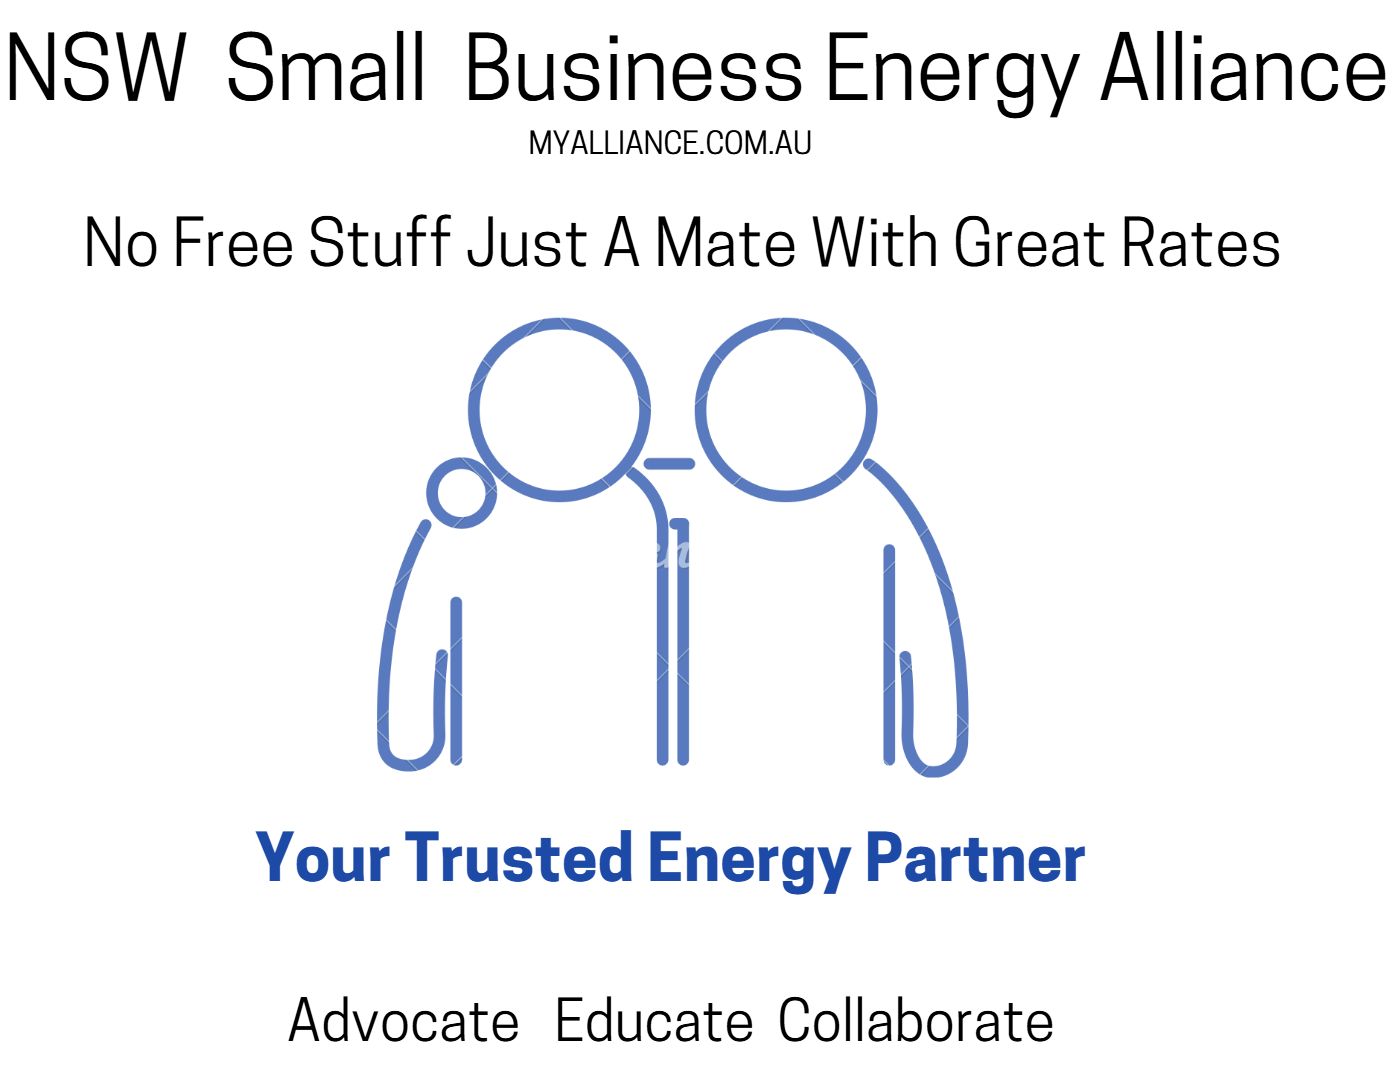 NSW Small Business Energy Alliance
MYALLIANCE.COM.AU
No Free Stuff Just A Mate With Great Rates
Your Trusted Energy Partner
Advocate Educate Collaborate